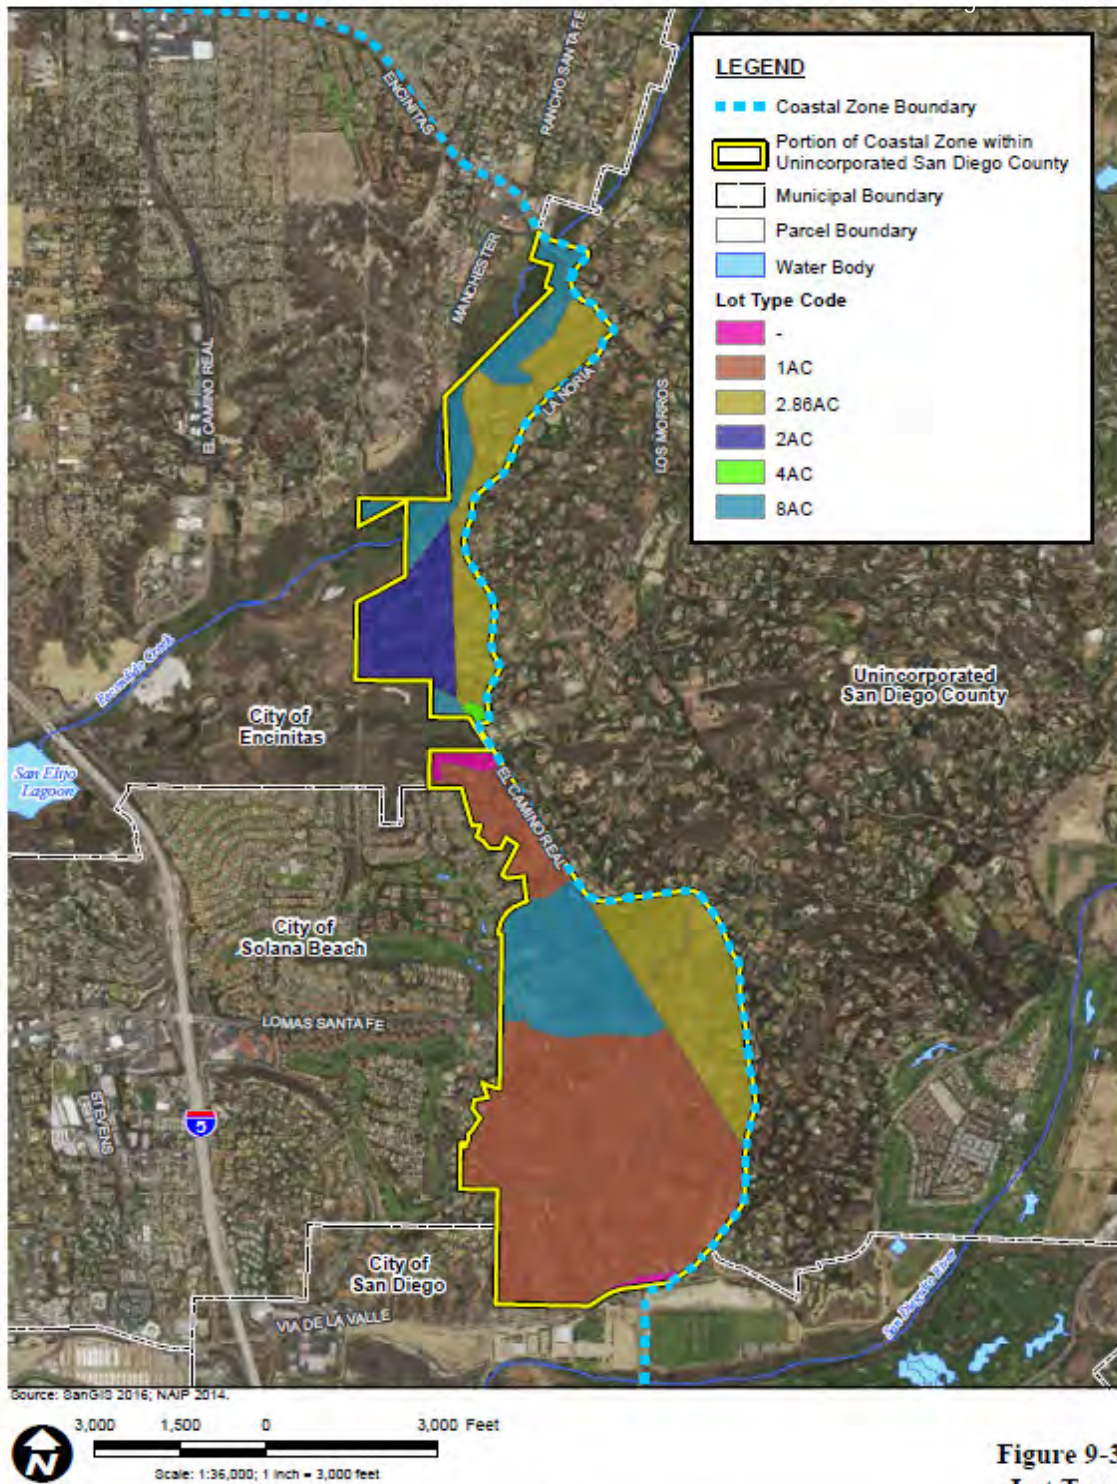 LEGEND
Coastal Zone Boundary
Portion of Coastal Zone within
Unincorporated San Diego County
Municipal Boundary
Parcel Boundary
Water Body
Lot Type Code
-
1AC
2.86AC
2AC
4AC
8AC
ENCINITAS
RANCHO SANTA FE
MANCHESTER
EL CAMINO REAL
LA NORIA
LOS MORROS
Escondido Creek
City of
Encinitas
Unincorporated
San Diego County
San Elijo
Lagoon
EL CAMINO REAL
City of
Solana Beach
LOMAS SANTA FE
STEVENS
5
City of
San Diego
VIA DE LA VALLE
San Dieguito River
Source: SanGIS 2016; NAIP 2014.
3,000 1,500 0 3,000 Feet
N
Scale: 1:36,000; 1 inch = 3,000 feet
Figure 9-3